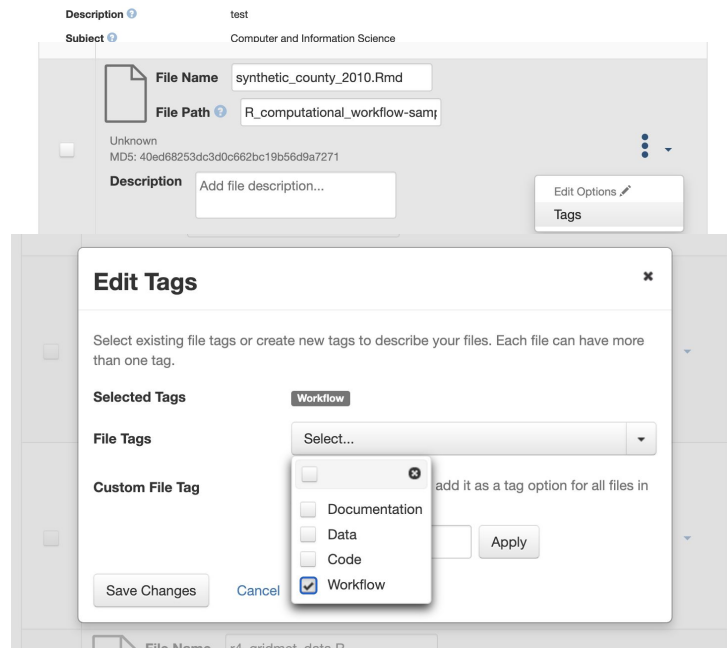 Description test
Subject Computer and Information Science
File Name synthetic_county_2010.Rmd
File Path R_computational_workflow-samp
Unknown
MD5: 40ed68253dc3d0c662bc19b56d9a7271
Description Add file description...
Edit Options
Tags
Edit Tags
Select existing file tags or create new tags to describe your files. Each file can have more
than one tag.
Selected Tags Workflow
File Tags Select...
Custom File Tag add it as a tag option for all files in
Documentation
Data
Code
Workflow
Apply
Save Changes Cancel
File Name r4_gridmet_data.R